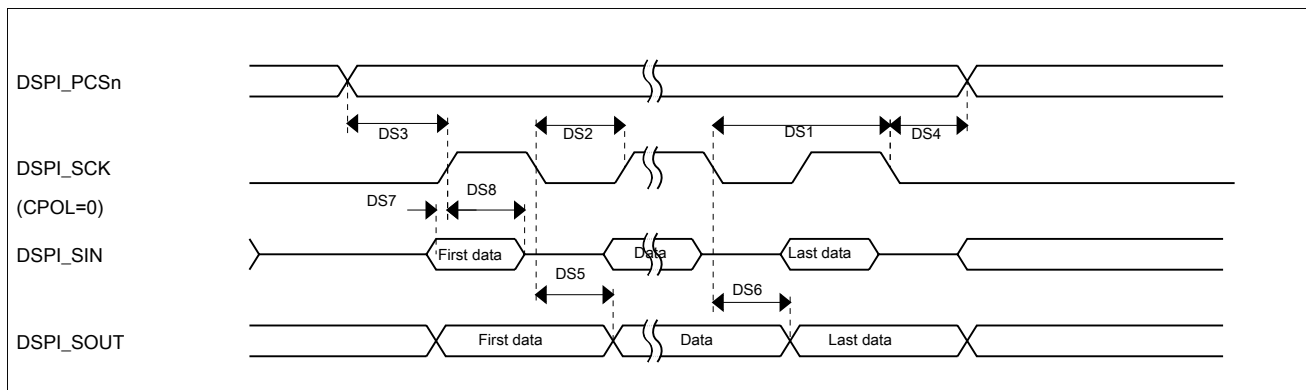 DSPI_PCSn
DS3
DS2
DS1
DS4
DSPI_SCK
(CPOL=0)
DS7
DS8
DSPI_SIN
First data
Data
Last data
DS5
DS6
DSPI_SOUT
First data
Data
Last data